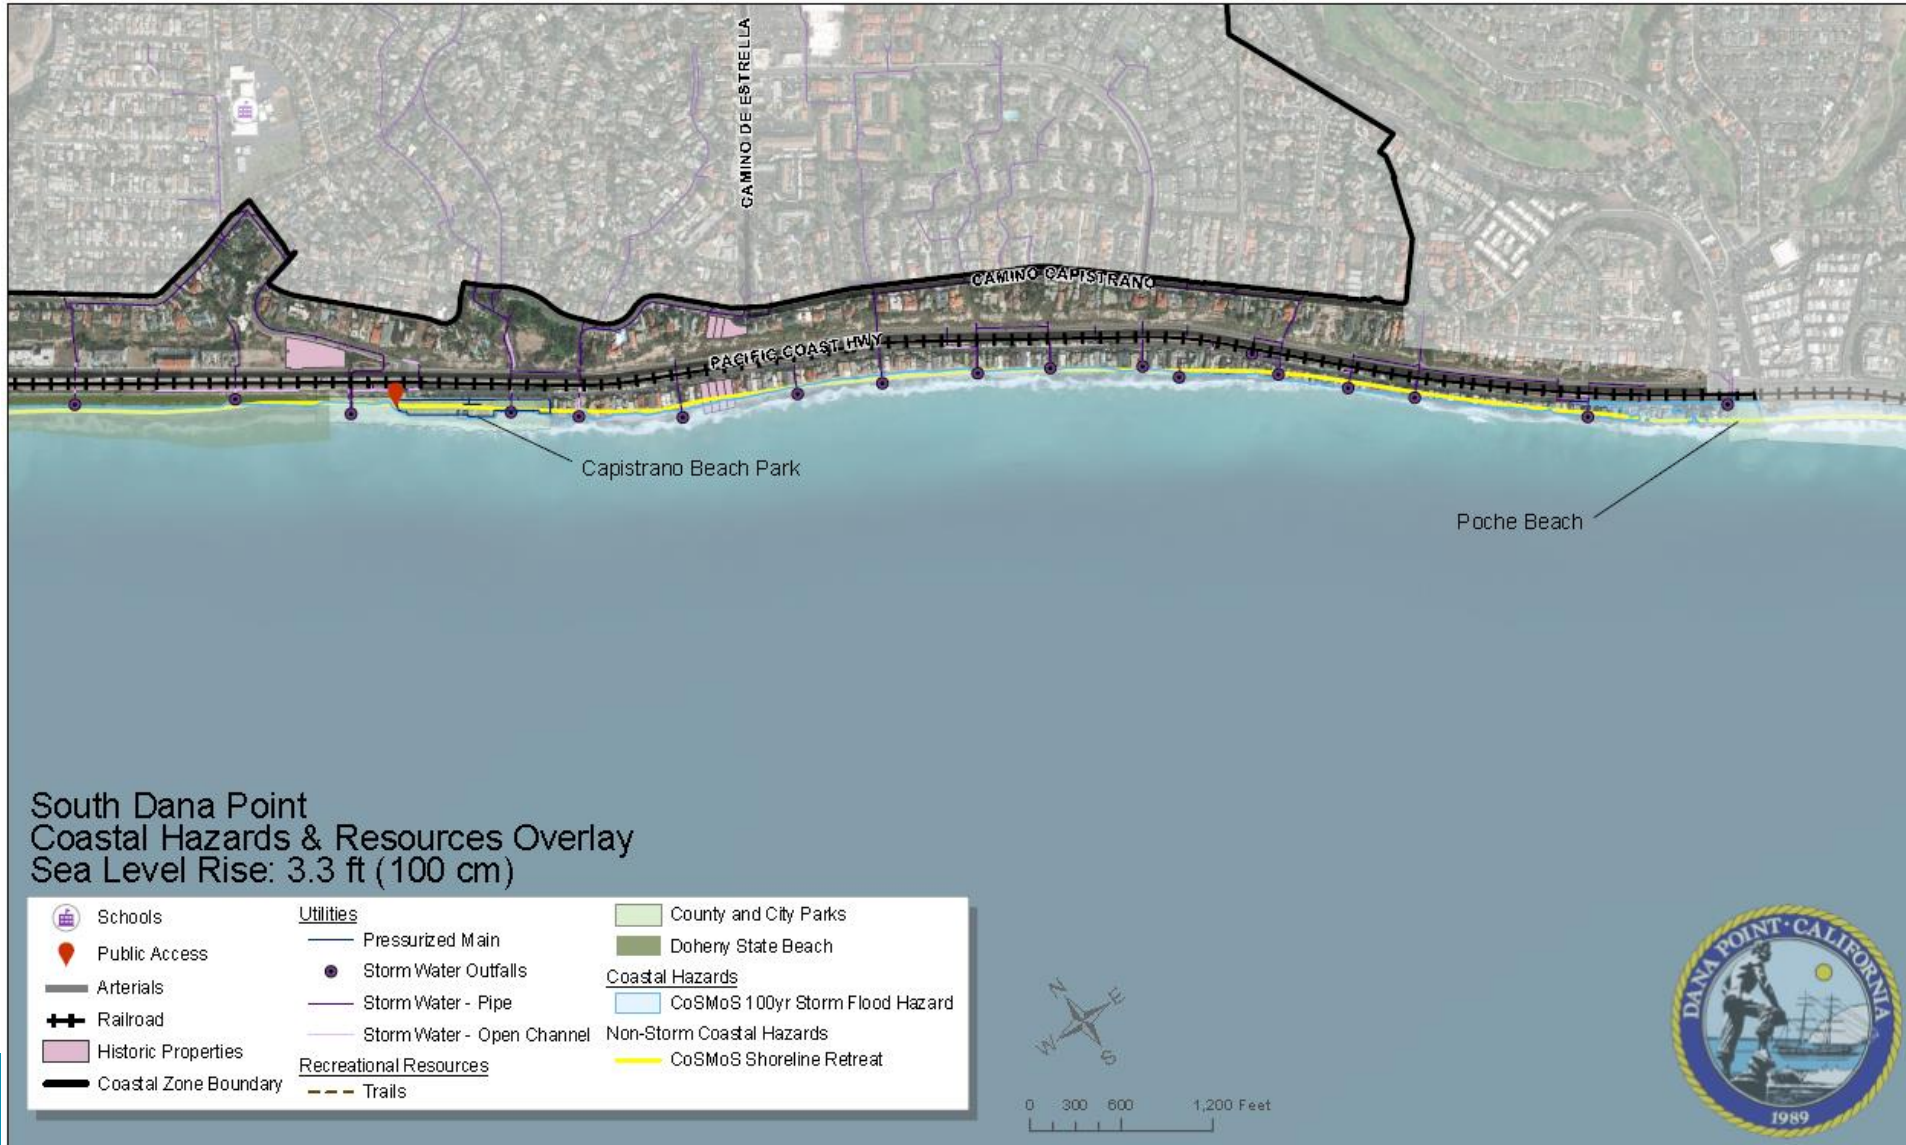 CAMINO DE ESTRELLA
CAMINO CAPISTRANO
PACIFIC COAST HWY
Capistrano Beach Park
Poche Beach
South Dana Point
Coastal Hazards & Resources Overlay
Sea Level Rise: 3.3 ft (100 cm)
Schools
Public Access
Arterials
Railroad
Historic Properties
Coastal Zone Boundary
Utilities
Pressurized Main
Storm Water Outfalls
Storm Water - Pipe
Storm Water - Open Channel
Recreational Resources
Trails
County and City Parks
Doheny State Beach
Coastal Hazards
CoSMoS 100yr Storm Flood Hazard
Non-Storm Coastal Hazards
CoSMoS Shoreline Retreat
N
E
W
S
0 300 600 1,200 Feet
DANA POINT · CALIFORNIA
1989